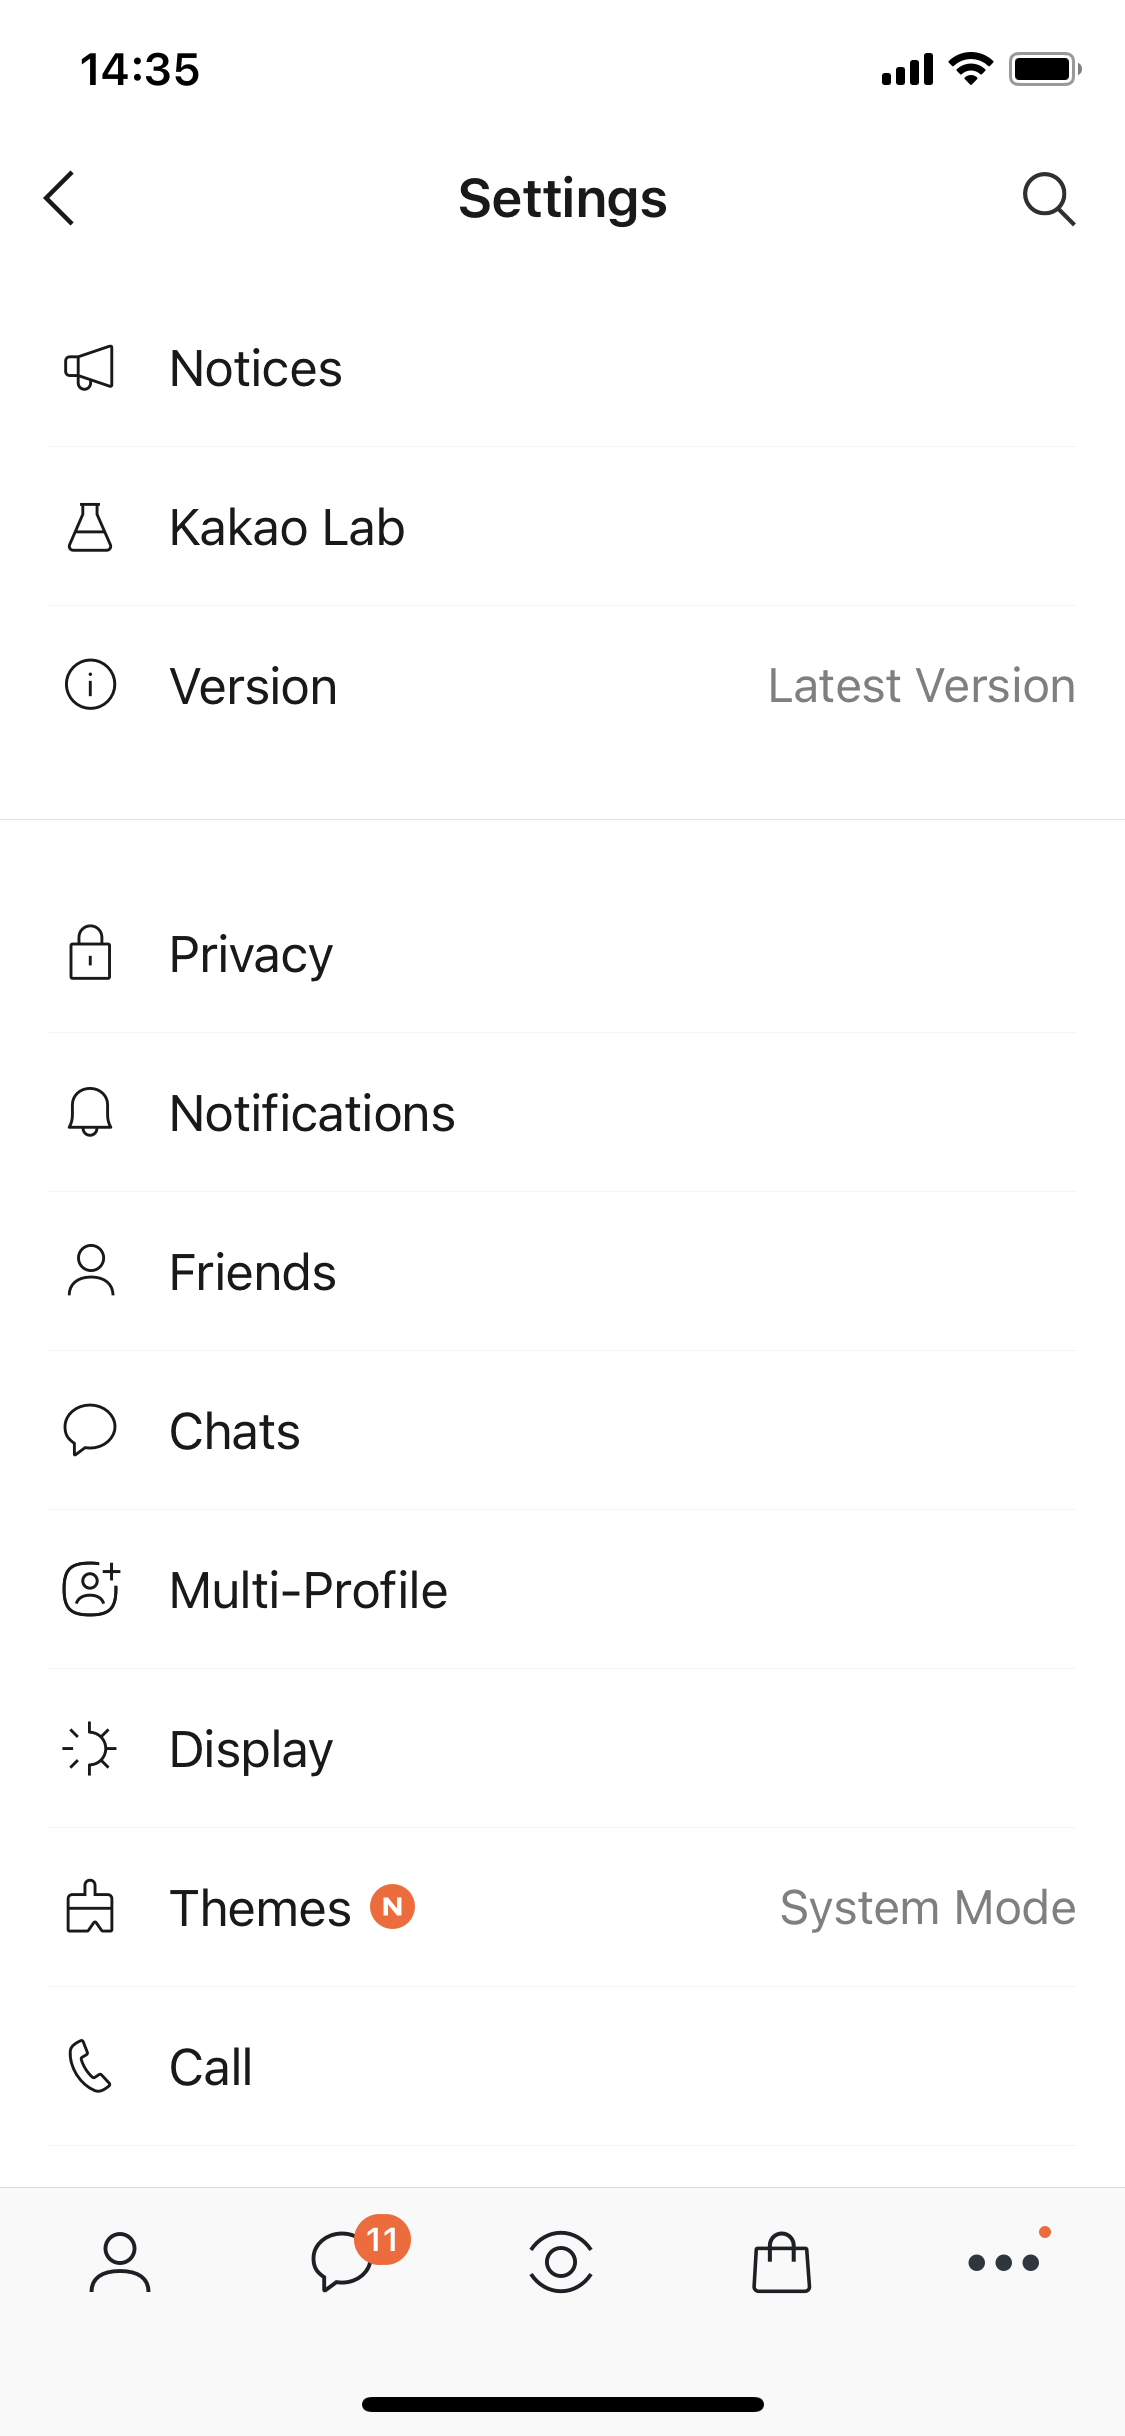 14:35
Settings
Notices
Kakao Lab
Version Latest Version
Privacy
Notifications
Friends
Chats
Multi-Profile
Display
Themes N System Mode
Call
11